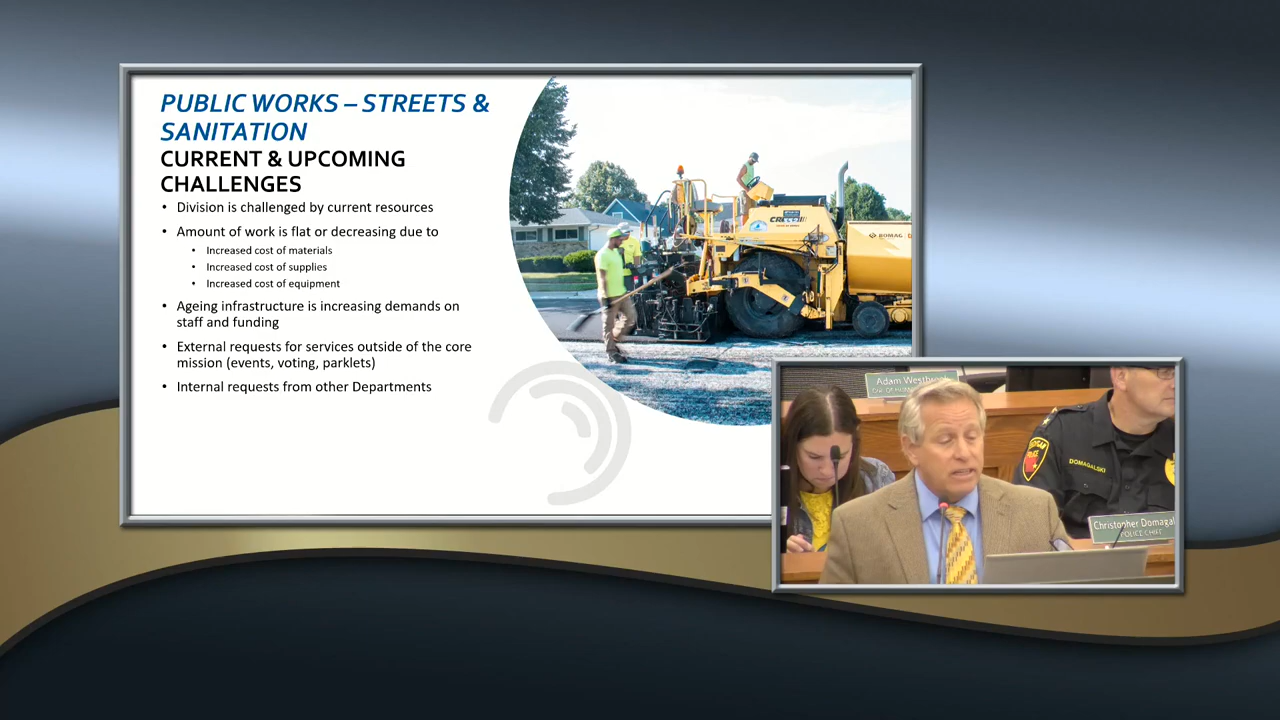 PUBLIC WORKS – STREETS &
SANITATION
CURRENT & UPCOMING
CHALLENGES
• Division is challenged by current resources
• Amount of work is flat or decreasing due to
• Increased cost of materials
• Increased cost of supplies
• Increased cost of equipment
• Ageing infrastructure is increasing demands on
staff and funding
• External requests for services outside of the core
mission (events, voting, parklets)
• Internal requests from other Departments
BOMAG
Adam Westbrook
DOMAGALSKI
Christopher Domagal
POLICE CHIEF